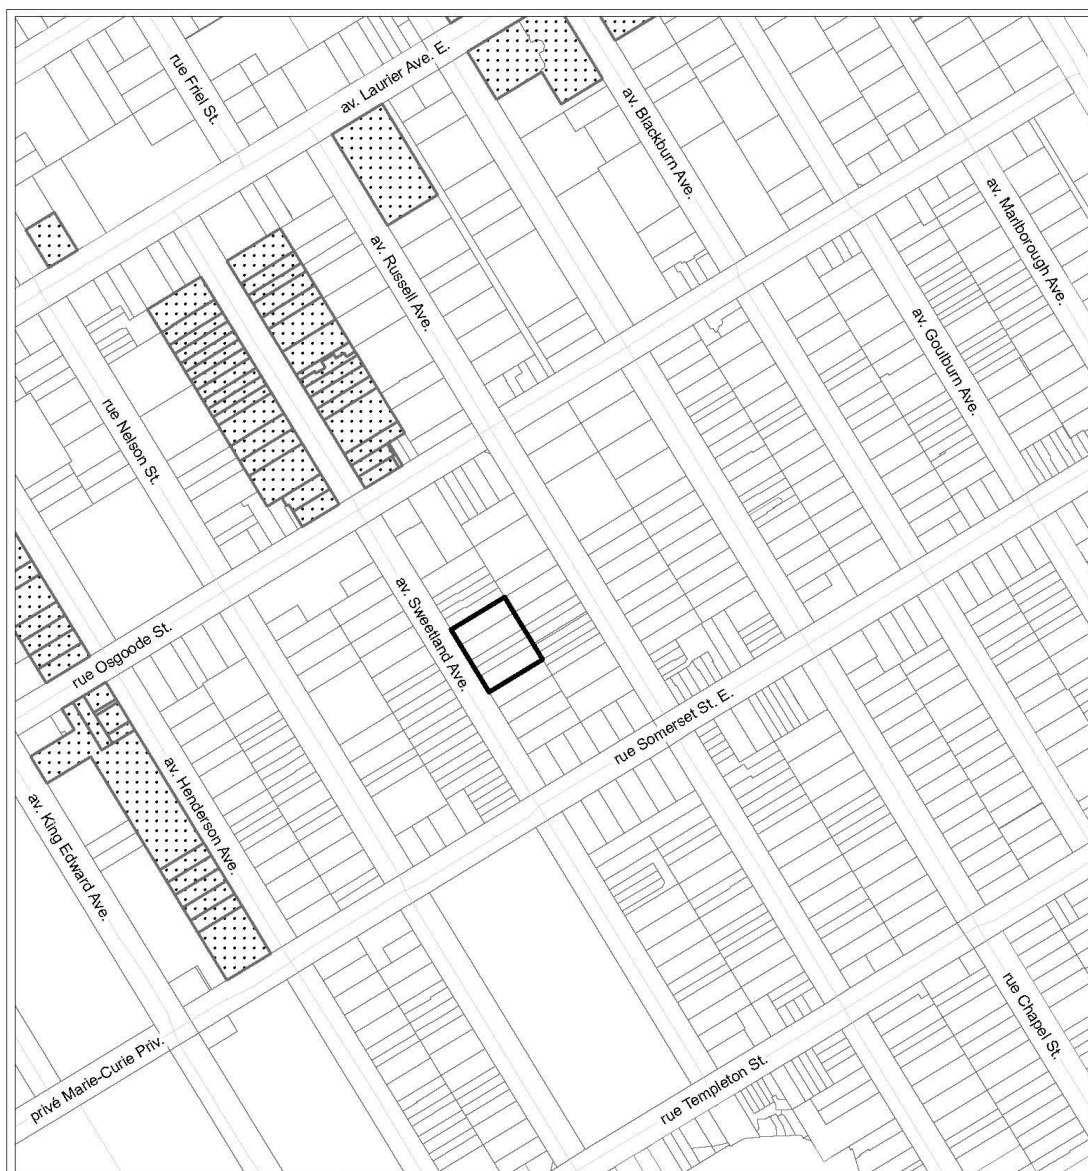 rue Friel St.
av. Laurier Ave. E.
av. Blackburn Ave.
av. Marlborough Ave.
av. Russell Ave.
av. Goulburn Ave.
rue Nelson St.
av. Sweetland Ave.
rue Osgoode St.
rue Somerset St. E.
av. Henderson Ave.
av. King Edward Ave.
rue Chapel St.
privé Marie-Curie Priv.
rue Templeton St.